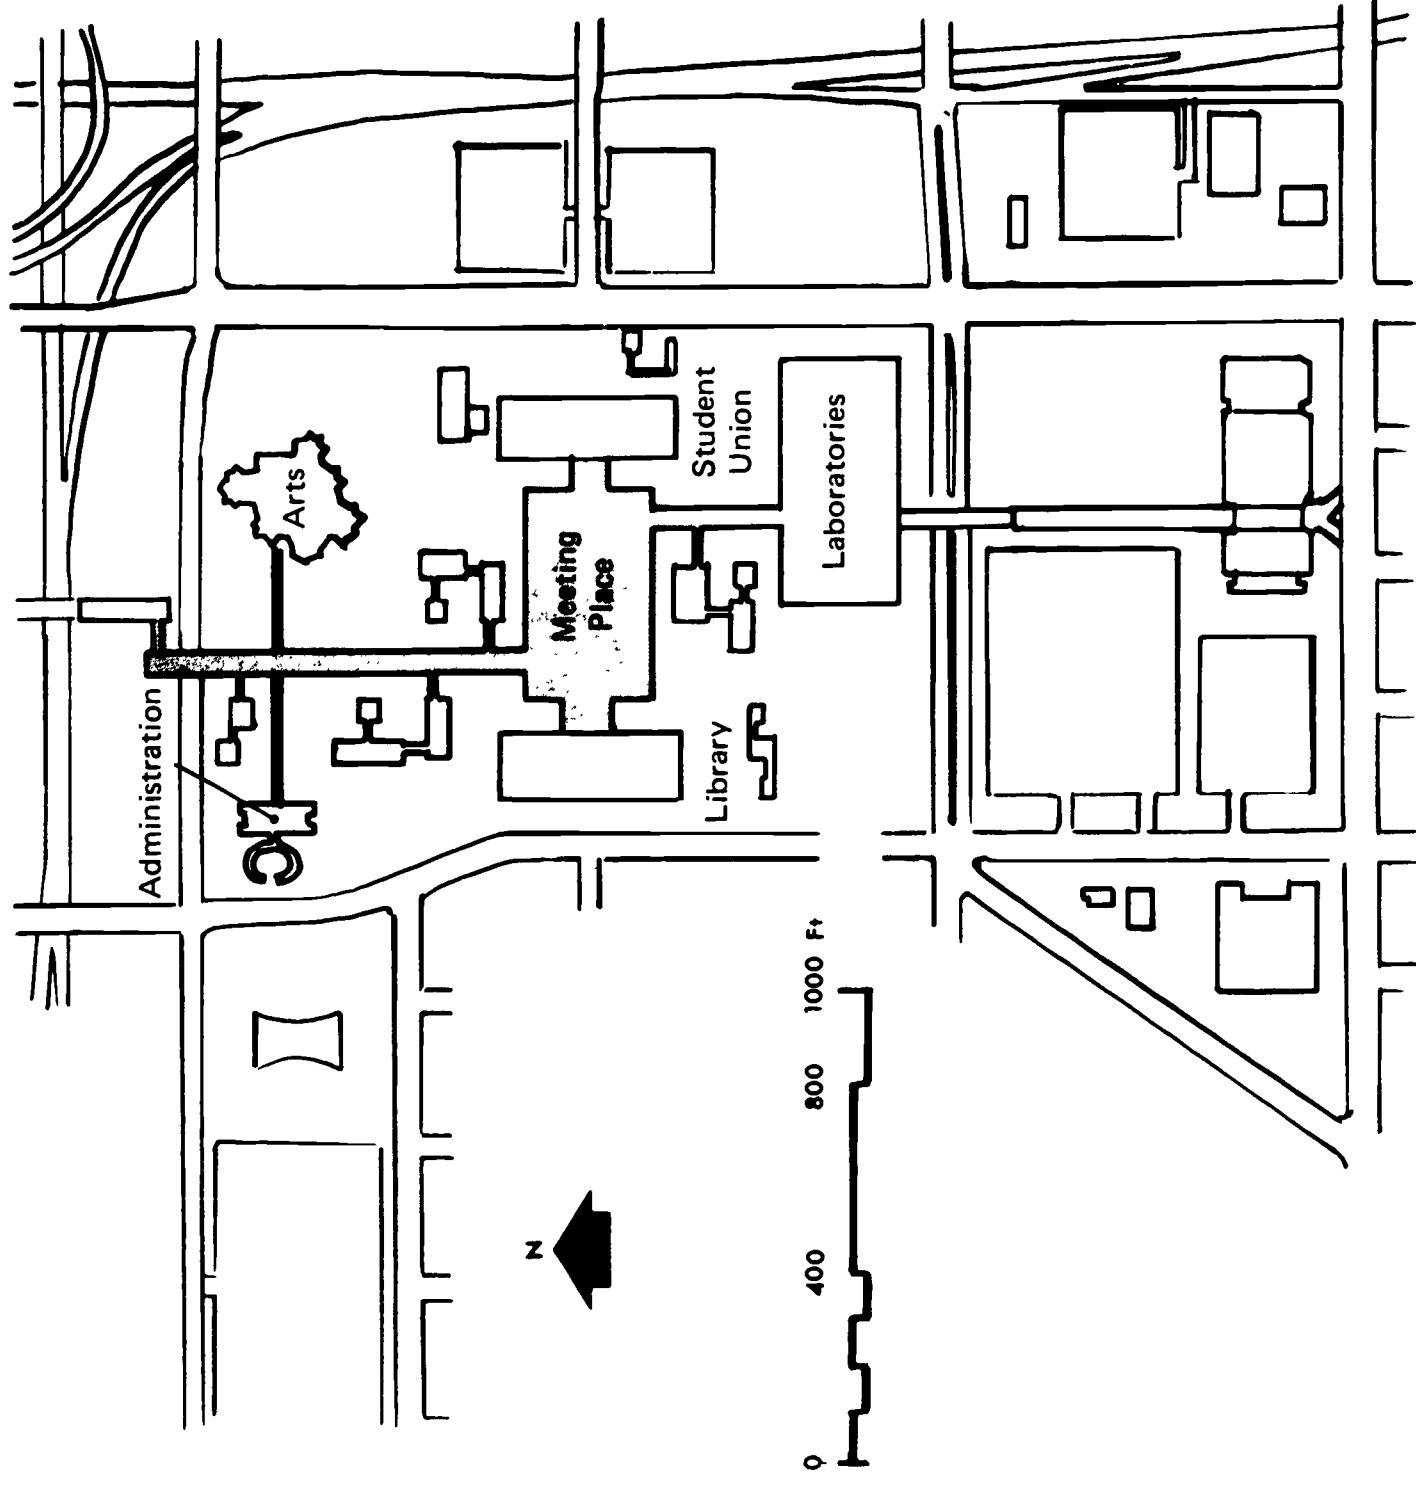 Administration
Arts
Meeting
Place
Student
Union
Library
Laboratories
N
0 400 800 1000 Ft